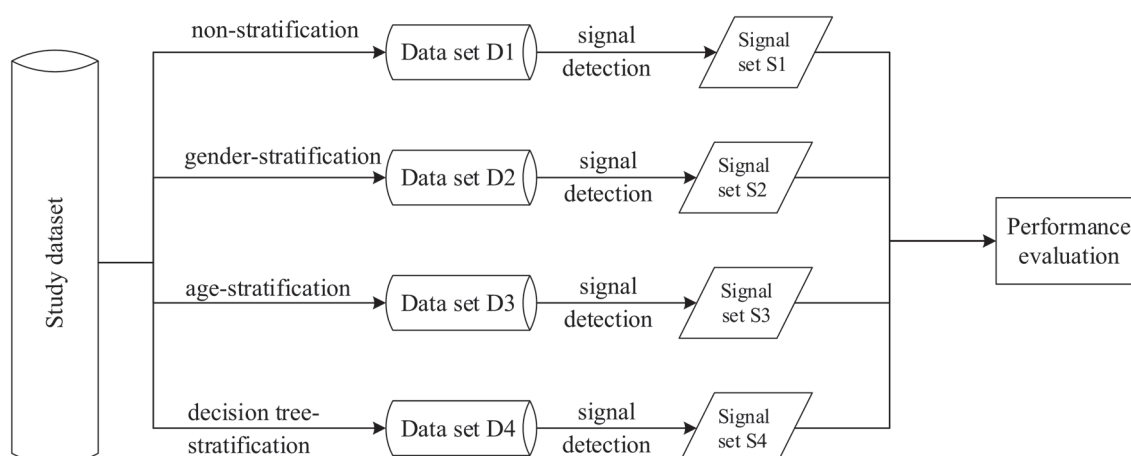 Study dataset
non-stratification
Data set D1
signal
detection
Signal
set S1
gender-stratification
Data set D2
signal
detection
Signal
set S2
age-stratification
Data set D3
signal
detection
Signal
set S3
decision tree-
stratification
Data set D4
signal
detection
Signal
set S4
Performance
evaluation